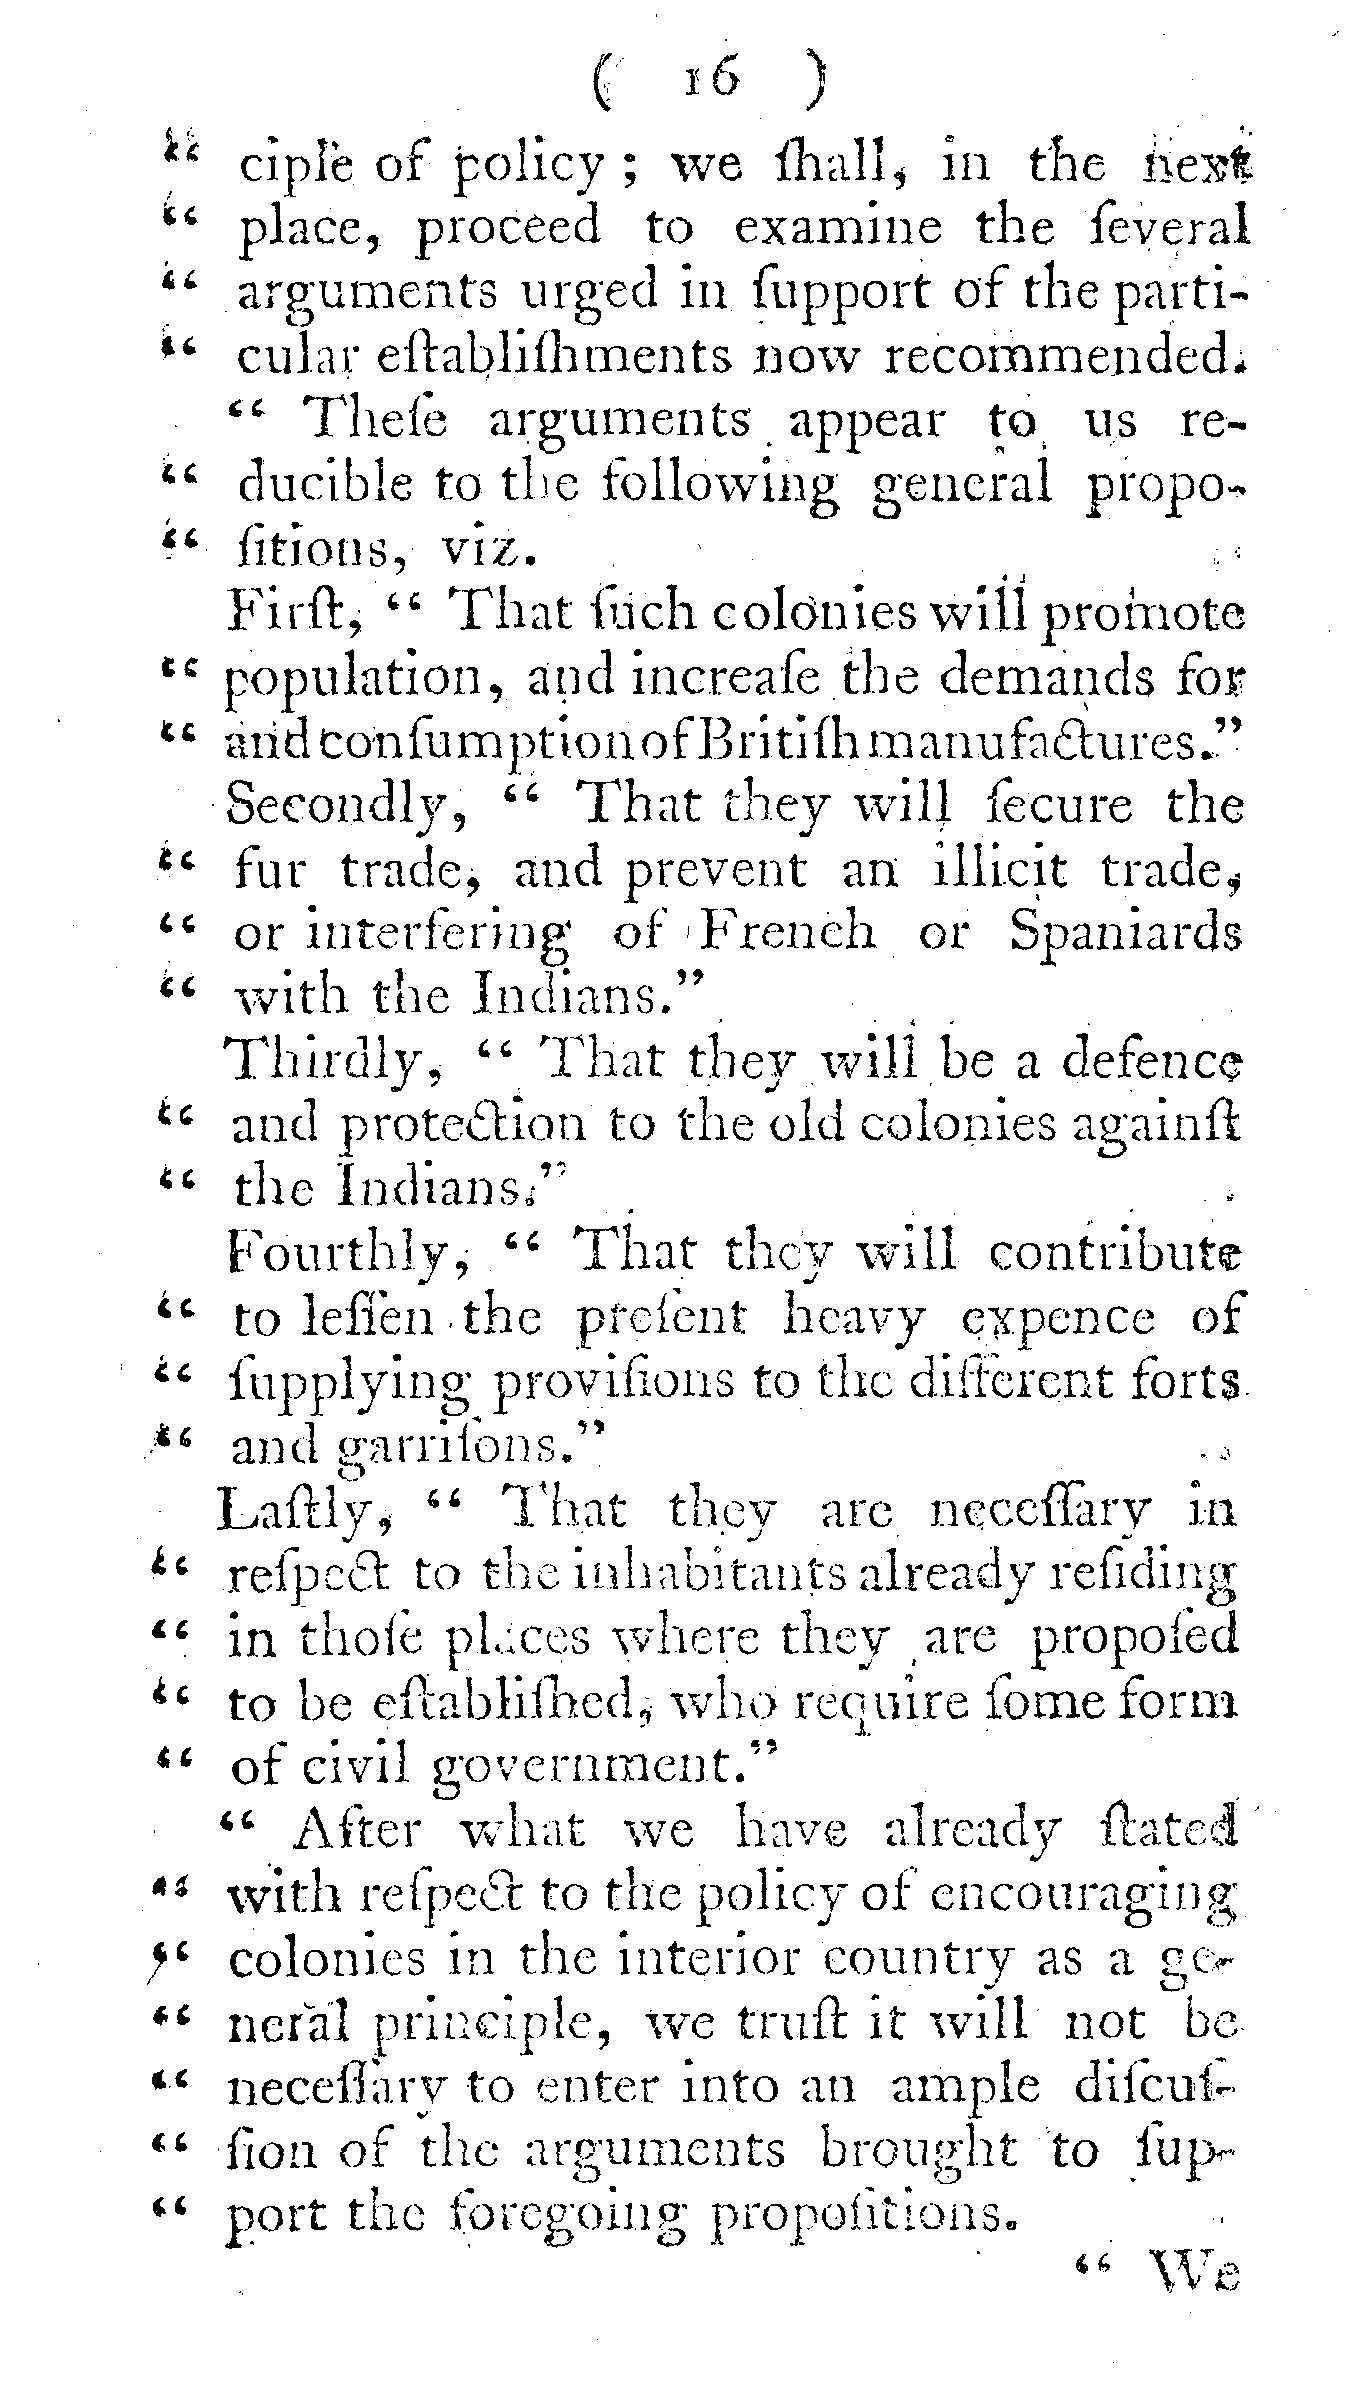 ( 16 )
“ ciple of policy ; we ſhall, in the next
“ place, proceed to examine the ſeveral
“ arguments urged in ſupport of the parti-
“ cular eſtabliſhments now recommended.
“ Theſe arguments appear to us re-
“ ducible to the following general propo-
“ ſitions, viz.
Firſt, “ That ſuch colonies will promote
“ population, and increaſe the demands for
“ and conſumption of Britiſh manufactures.”
Secondly, “ That they will ſecure the
“ fur trade, and prevent an illicit trade,
“ or interfering of French or Spaniards
“ with the Indians.”
Thirdly, “ That they will be a defence
“ and protection to the old colonies againſt
“ the Indians.”
Fourthly, “ That they will contribute
“ to leſſen the preſent heavy expence of
“ ſupplying proviſions to the different forts
“ and garriſons.”
Laſtly, “ That they are neceſſary in
“ reſpect to the inhabitants already reſiding
“ in thoſe places where they are propoſed
“ to be eſtabliſhed, who require ſome form
“ of civil government.”
“ After what we have already ſtated
“ with reſpect to the policy of encouraging
“ colonies in the interior country as a ge-
“ neral principle, we truſt it will not be
“ neceſſary to enter into an ample diſcuſ-
“ ſion of the arguments brought to ſup-
“ port the foregoing propoſitions.
“ We